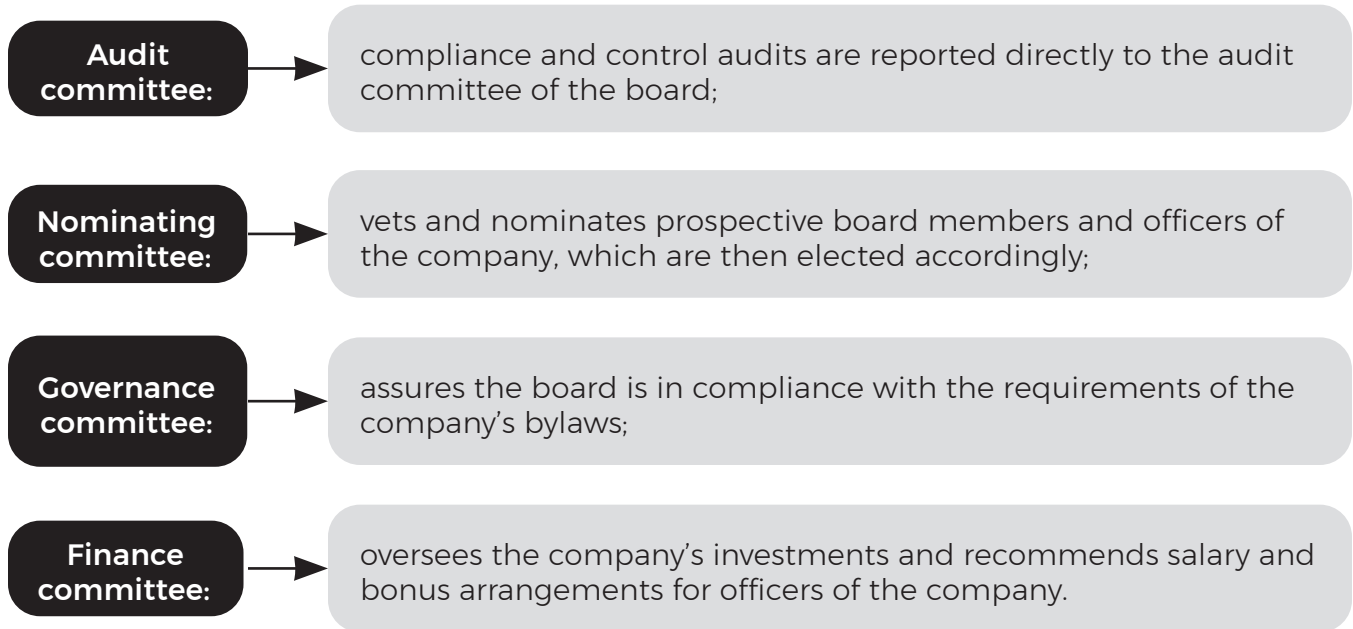 Audit
committee:
compliance and control audits are reported directly to the audit
committee of the board;
Nominating
committee:
vets and nominates prospective board members and officers of
the company, which are then elected accordingly;
Governance
committee:
assures the board is in compliance with the requirements of the
company’s bylaws;
Finance
committee:
oversees the company’s investments and recommends salary and
bonus arrangements for officers of the company.